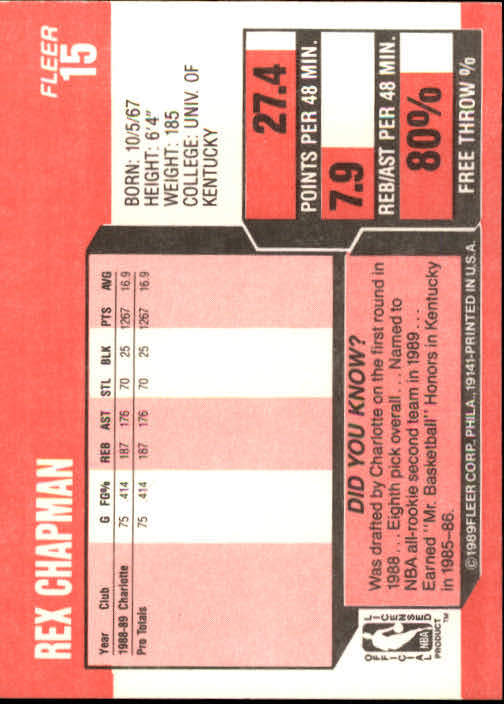 FLEER
15
REX CHAPMAN
BORN: 10/5/67
HEIGHT: 6'4"
WEIGHT: 185
COLLEGE: UNIV. OF
KENTUCKY
Year Club G FG% REB AST STL BLK PTS AVG
1988-89 Charlotte 75 414 187 176 70 25 1267 16.9
Pro Totals 75 414 187 176 70 25 1267 16.9
27.4
POINTS PER 48 MIN.
7.9
REB/AST PER 48 MIN.
80%
FREE THROW %
DID YOU KNOW?
Was drafted by Charlotte on the first round in
1988 . . . Eighth pick overall . . . Named to
NBA all-rookie second team in 1989 . . .
Earned "Mr. Basketball" Honors in Kentucky
in 1985-86.
OFFICIAL LICENSED
NBA
PRODUCT™
©1989FLEER CORP., PHILA., 19141-PRINTED IN U.S.A.